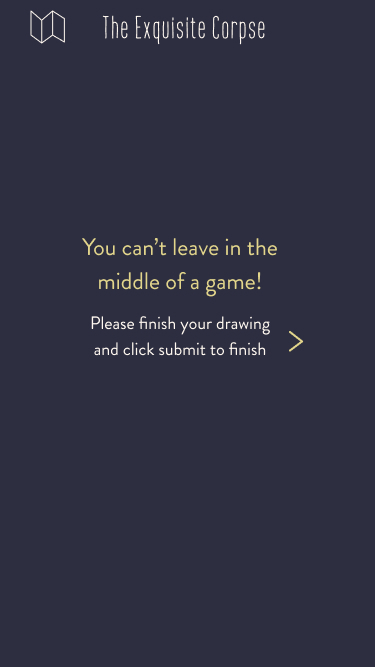 The Exquisite Corpse
You can’t leave in the
middle of a game!
Please finish your drawing
and click submit to finish